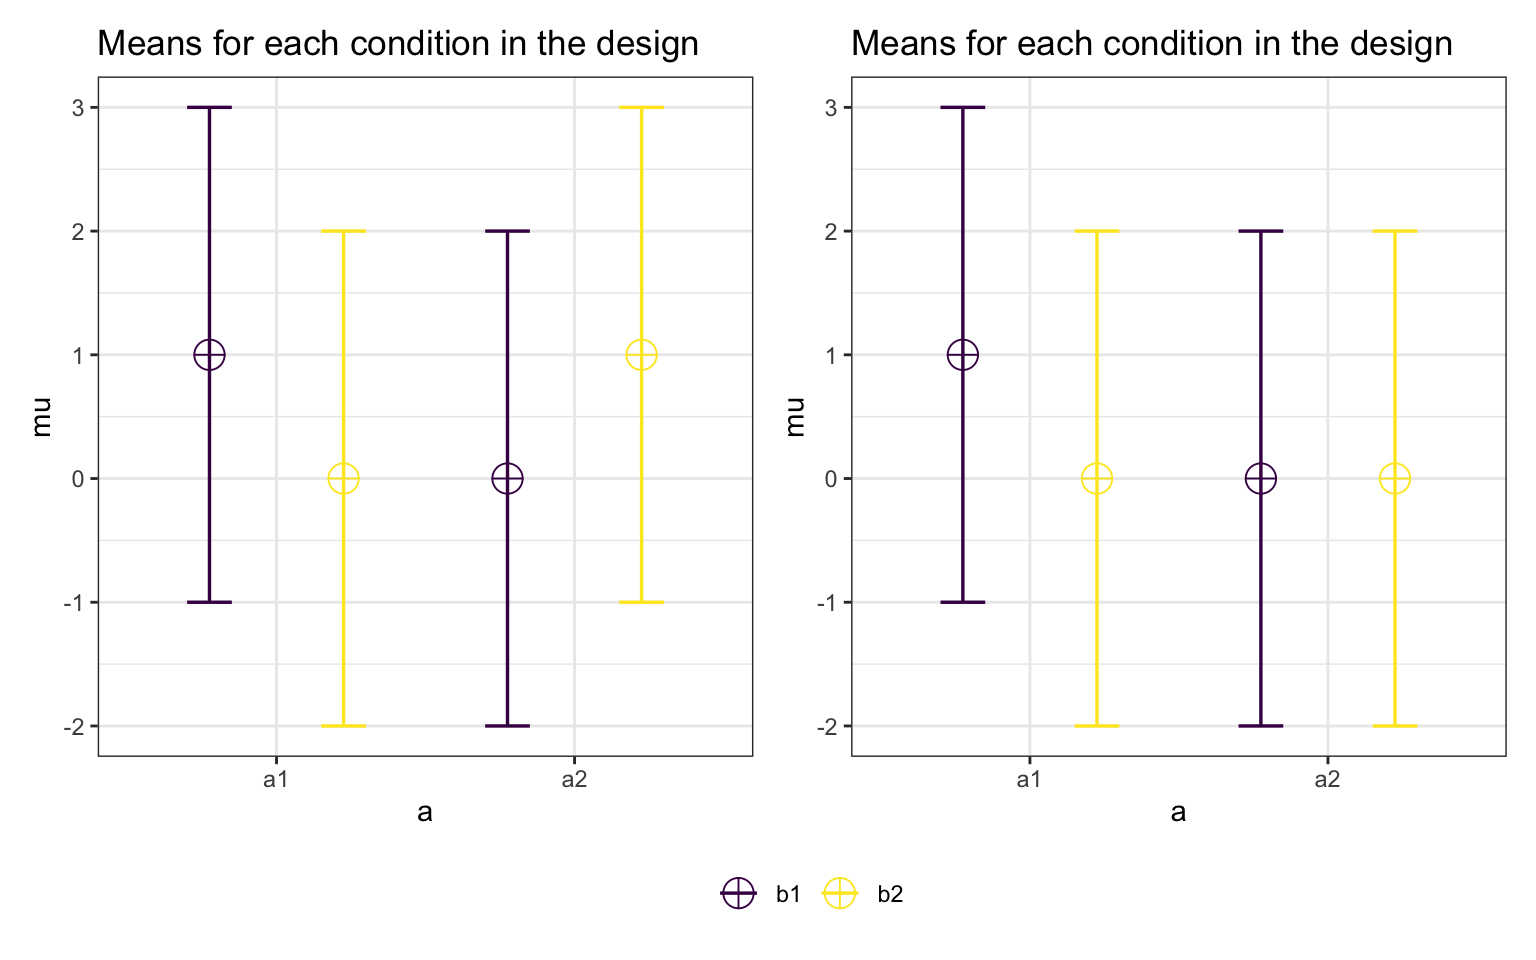 Means for each condition in the design
3
2
1
0
-1
-2
mu
a1
a2
a
Means for each condition in the design
3
2
1
0
-1
-2
mu
a1
a2
a
b1
b2